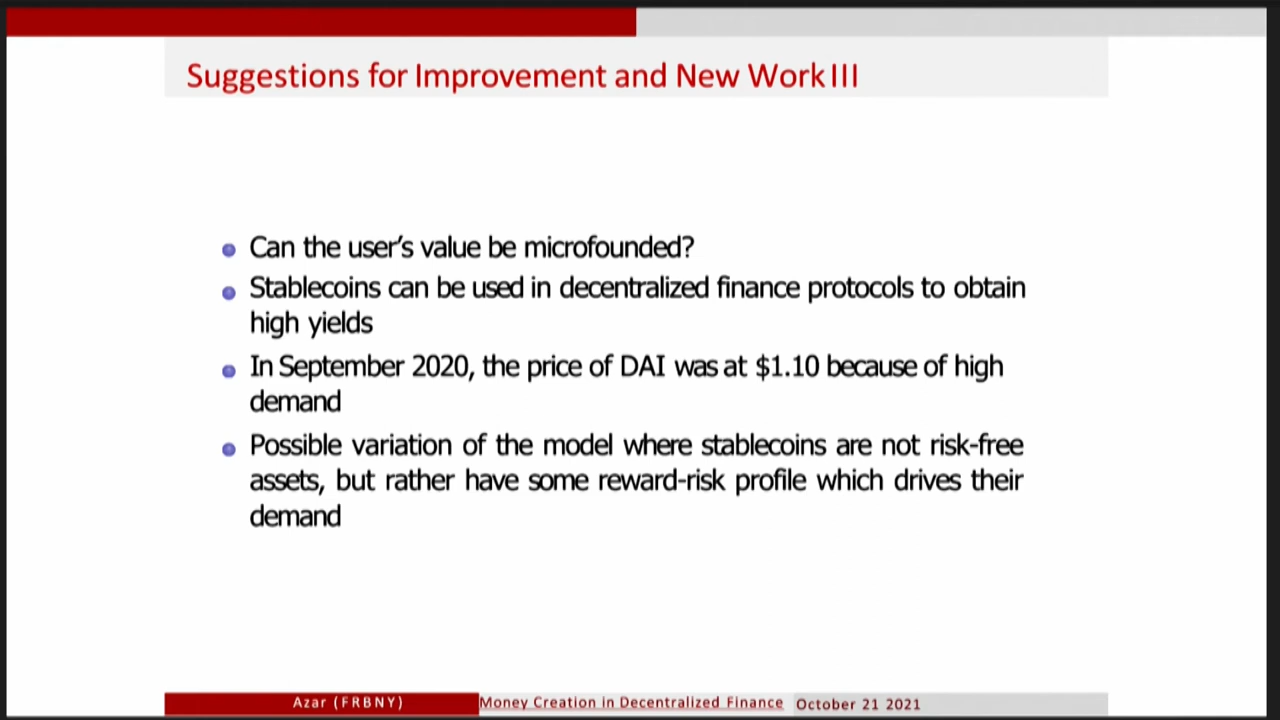 Suggestions for Improvement and New Work III
Can the user's value be microfounded?
Stablecoins can be used in decentralized finance protocols to obtain
high yields
In September 2020, the price of DAI was at $1.10 because of high
demand
Possible variation of the model where stablecoins are not risk-free
assets, but rather have some reward-risk profile which drives their
demand
Azar (FRBNY) Money Creation in Decentralized Finance October 21 2021